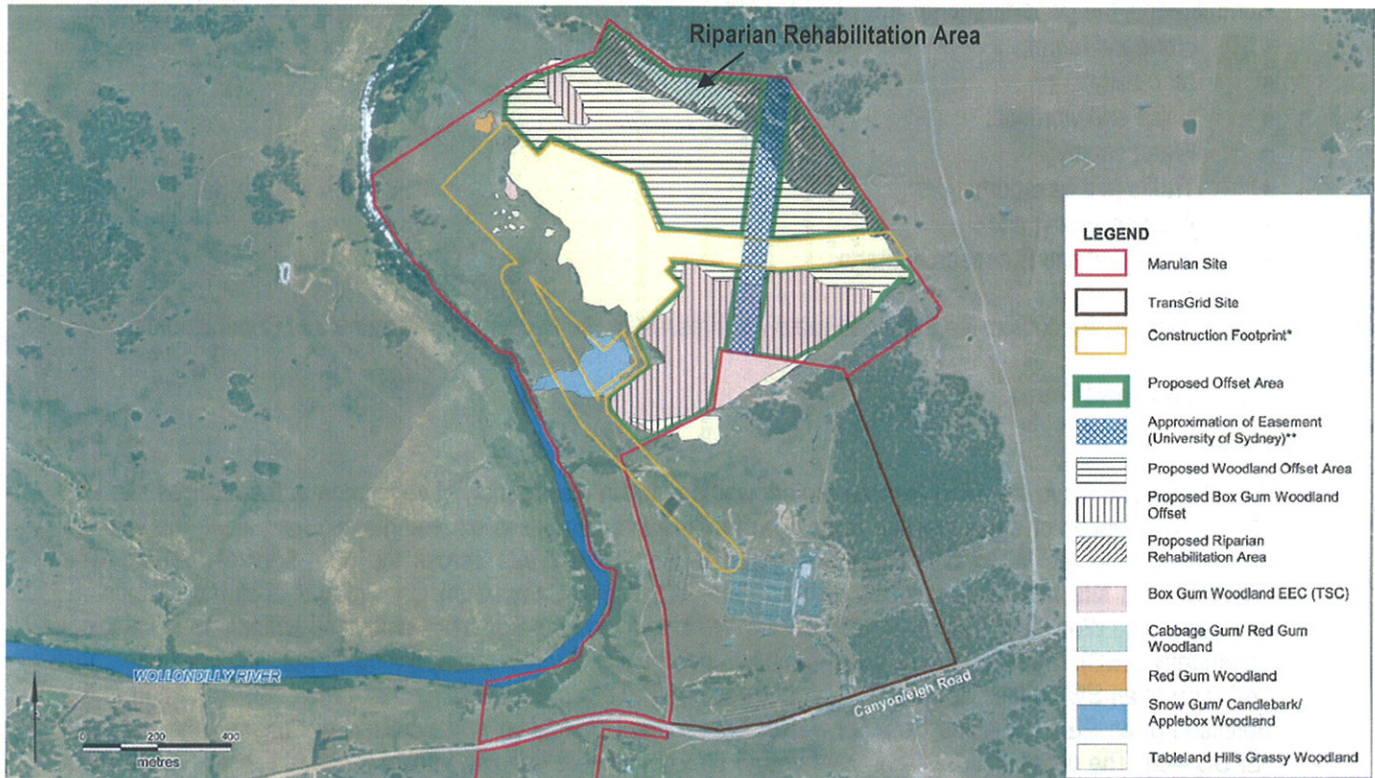 Riparian Rehabilitation Area
LEGEND
Marulan Site
TransGrid Site
Construction Footprint*
Proposed Offset Area
Approximation of Easement
(University of Sydney)**
Proposed Woodland Offset Area
Proposed Box Gum Woodland
Offset
Proposed Riparian
Rehabilitation Area
Box Gum Woodland EEC (TSC)
Cabbage Gum/ Red Gum
Woodland
Red Gum Woodland
Snow Gum/ Candlebark/
Applebox Woodland
Tableland Hills Grassy Woodland
WOLLONDILLY RIVER
Canyonleigh Road
0 200 400
metres